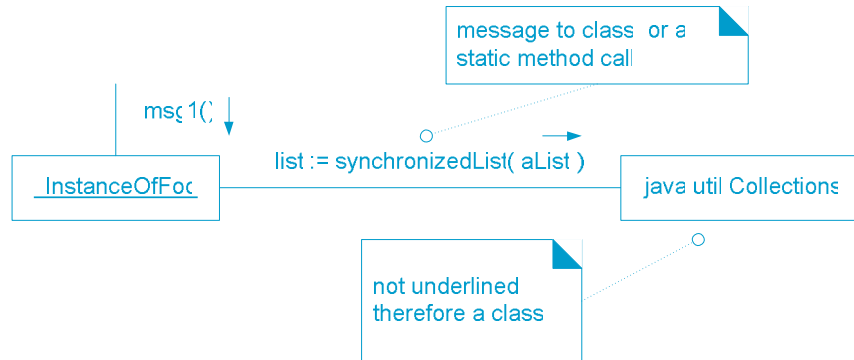 message to class or a
static method call
msg1()
list := synchronizedList( aList )
InstanceOfFoo
java util Collections
not underlined
therefore a class